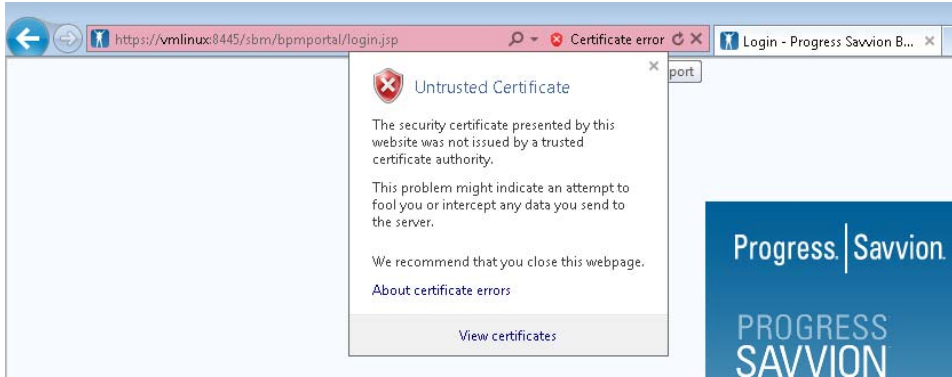 https://vmlinux:8445/sbm/bpmportal/login.jsp
Certificate error
Login - Progress Savvion B...
port
Untrusted Certificate
The security certificate presented by this
website was not issued by a trusted
certificate authority.
This problem might indicate an attempt to
fool you or intercept any data you send to
the server.
We recommend that you close this webpage.
About certificate errors
View certificates
Progress. Savvion.
PROGRESS
SAVVION